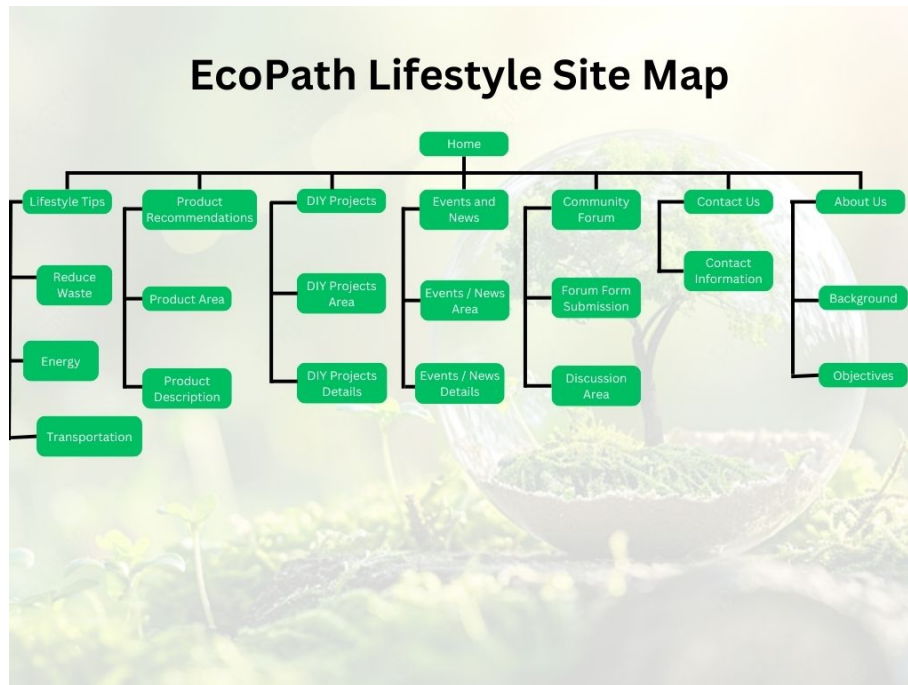 EcoPath Lifestyle Site Map
Home
Lifestyle Tips
Reduce
Waste
Energy
Transportation
Product
Recommendations
Product Area
Product
Description
DIY Projects
DIY Projects
Area
DIY Projects
Details
Events and
News
Events / News
Area
Events / News
Details
Community
Forum
Forum Form
Submission
Discussion
Area
Contact Us
Contact
Information
About Us
Background
Objectives